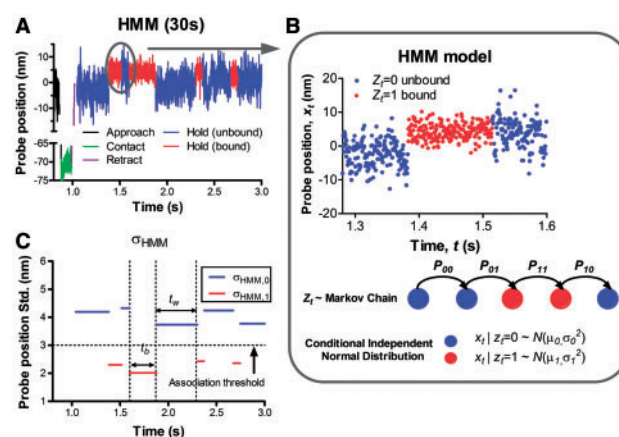 A
HMM (30s)
Probe position (nm)
10
0
-10
-65
-70
-75
Approach
Contact
Retract
Hold (unbound)
Hold (bound)
1.0 1.5 2.0 2.5 3.0
Time (s)
B
HMM model
Probe position, xt (nm)
20
10
0
-10
-20
Zt=0 unbound
Zt=1 bound
1.3 1.4 1.5 1.6
Time, t (s)
P00 P01 P11 P10
Zt ~ Markov Chain
Conditional Independent
Normal Distribution
xt | zt=0 ~ N(μ0,σ0²)
xt | zt=1 ~ N(μ1,σ1²)
C
σHMM
Probe position Std. (nm)
6
5
4
3
2
1
σHMM,0
σHMM,1
tw
tb
Association threshold
1.0 1.5 2.0 2.5 3.0
Time (s)